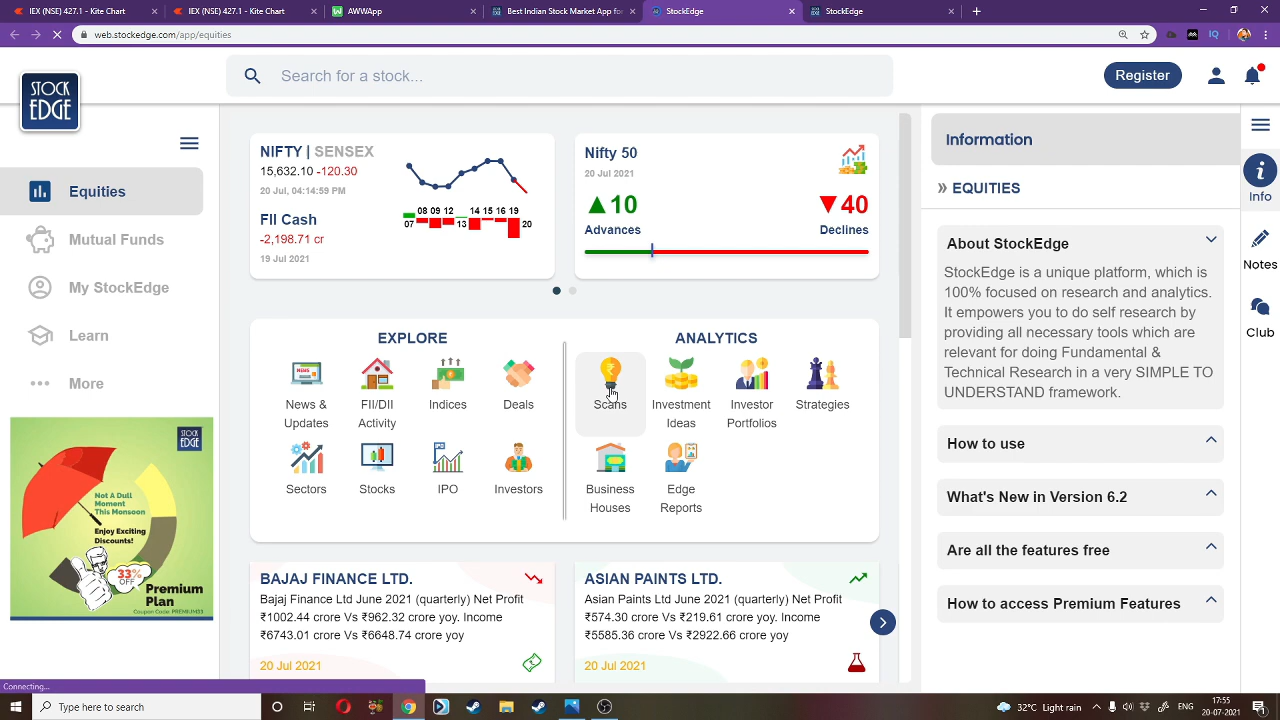 IEX (NSE) ₹427.1 - Kit
IEX (NSE) ₹427.1 - Kit
AWWApp
StockEdge
StockEdge
StockEdge
StockEdge
web.stockedge.com/app/equities
STOCK
EDGE
Search for a stock...
Register
Equities
Mutual Funds
My StockEdge
Learn
More
STOCK
EDGE
Not A Dull
Moment
This Monsoon
Enjoy Exciting
Discounts!
33%
OFF
Premium
Plan
Coupon Code: PREMIUM33
NIFTY | SENSEX
15,632.10 -120.30
20 Jul, 04:14:59 PM
FII Cash
-2,198.71 cr
19 Jul 2021
08 09 12 14 15 16 19
07 13 20
Nifty 50
20 Jul 2021
10
Advances
40
Declines
EXPLORE
News &
Updates
FII/DII
Activity
Indices
Deals
Sectors
Stocks
IPO
Investors
ANALYTICS
Scans
Investment
Ideas
Investor
Portfolios
Strategies
Business
Houses
Edge
Reports
BAJAJ FINANCE LTD.
Bajaj Finance Ltd June 2021 (quarterly) Net Profit
₹1002.44 crore Vs ₹962.32 crore yoy. Income
₹6743.01 crore Vs ₹6648.74 crore yoy
20 Jul 2021
ASIAN PAINTS LTD.
Asian Paints Ltd June 2021 (quarterly) Net Profit
₹574.30 crore Vs ₹219.61 crore yoy. Income
₹5585.36 crore Vs ₹2922.66 crore yoy
20 Jul 2021
Information
» EQUITIES
About StockEdge
StockEdge is a unique platform, which is
100% focused on research and analytics.
It empowers you to do self research by
providing all necessary tools which are
relevant for doing Fundamental &
Technical Research in a very SIMPLE TO
UNDERSTAND framework.
How to use
What's New in Version 6.2
Are all the features free
How to access Premium Features
Info
Notes
Club
Connecting...
Type here to search
32°C Light rain
ENG
17:55
20-07-2021